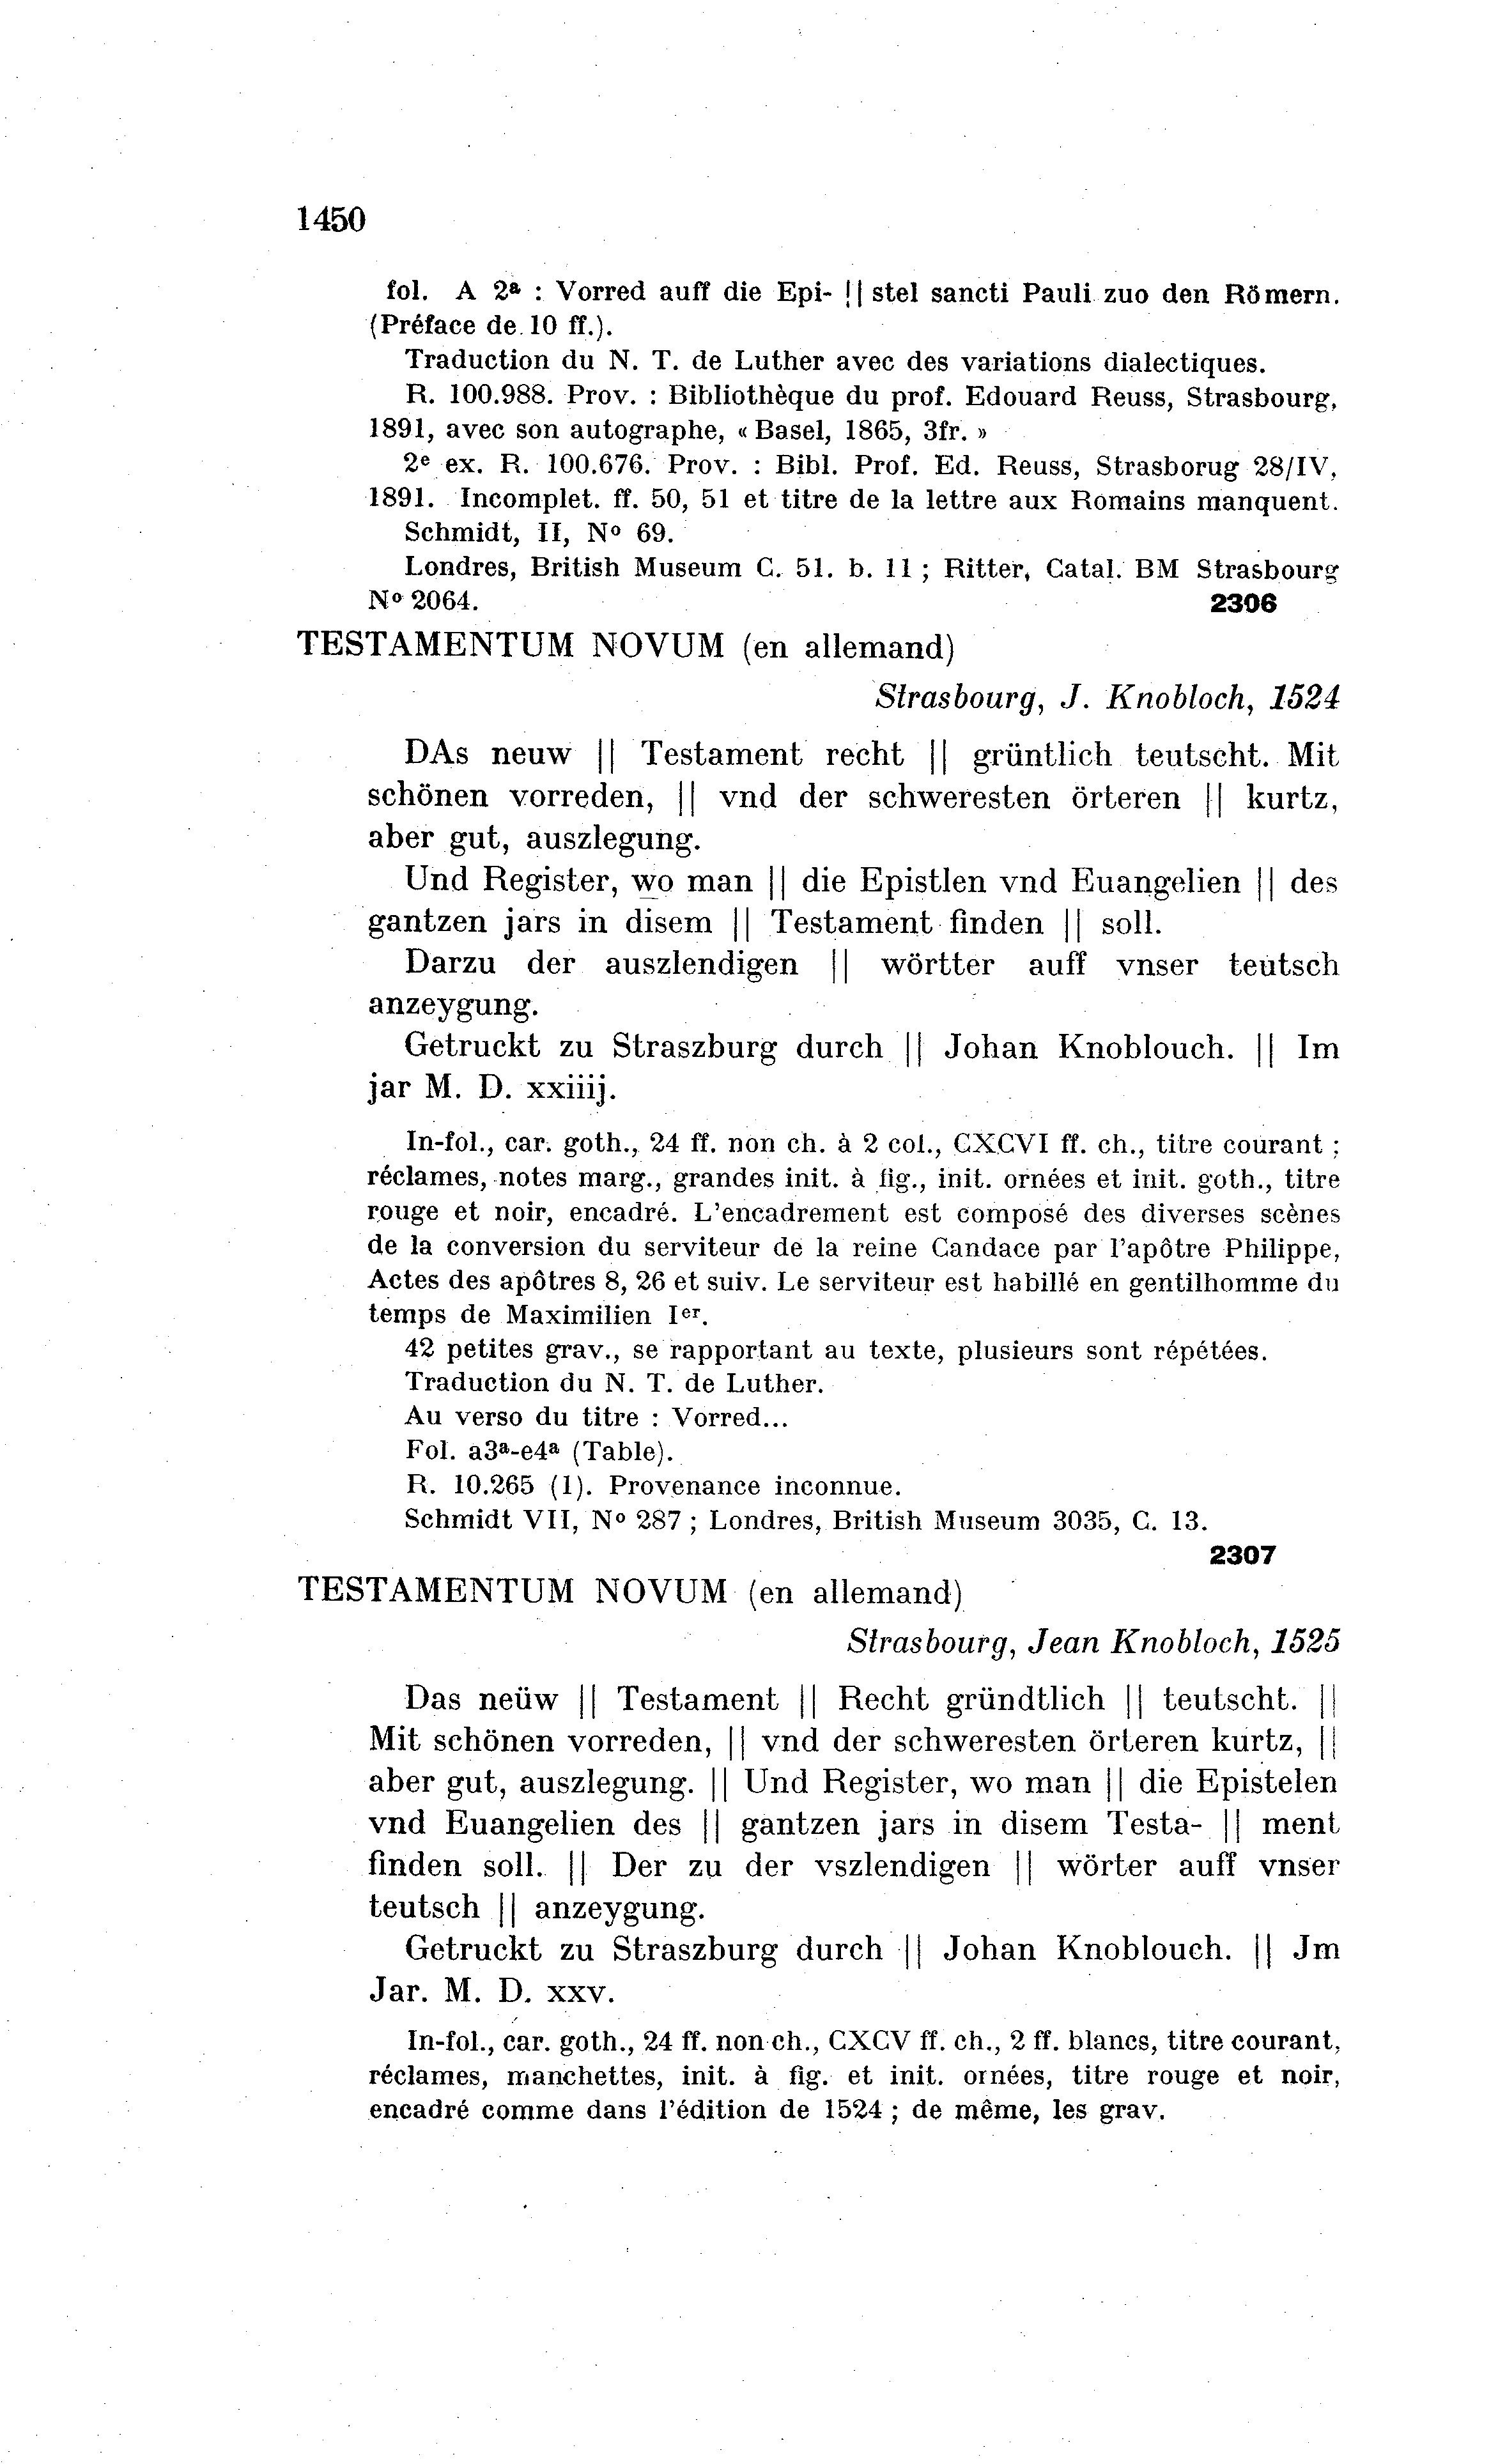 1450
fol. A 2ª : Vorred auff die Epi- || stel sancti Pauli zuo den Römern.
(Préface de 10 ff.).
Traduction du N. T. de Luther avec des variations dialectiques.
R. 100.988. Prov. : Bibliothèque du prof. Edouard Reuss, Strasbourg,
1891, avec son autographe, « Basel, 1865, 3fr. »
2e ex. R. 100.676. Prov. : Bibl. Prof. Ed. Reuss, Strasborug 28/IV,
1891. Incomplet. ff. 50, 51 et titre de la lettre aux Romains manquent.
Schmidt, II, Nº 69.
Londres, British Museum C. 51. b. 11 ; Ritter, Catal. BM Strasbourg
Nº 2064. 2306
TESTAMENTUM NOVUM (en allemand)
Strasbourg, J. Knobloch, 1524
DAs neuw || Testament recht || grüntlich teutscht. Mit
schönen vorreden, || vnd der schweresten örteren || kurtz,
aber gut, auszlegung.
Und Register, wo man || die Epistlen vnd Euangelien || des
gantzen jars in disem || Testament finden || soll.
Darzu der auszlendigen || wörtter auff vnser teutsch
anzeygung.
Getruckt zu Straszburg durch || Johan Knoblouch. || Im
jar M. D. xxiiij.
In-fol., car. goth., 24 ff. non ch. à 2 col., CXCVI ff. ch., titre courant ;
réclames, notes marg., grandes init. à fig., init. ornées et init. goth., titre
rouge et noir, encadré. L'encadrement est composé des diverses scènes
de la conversion du serviteur de la reine Candace par l'apôtre Philippe,
Actes des apôtres 8, 26 et suiv. Le serviteur est habillé en gentilhomme du
temps de Maximilien Ier.
42 petites grav., se rapportant au texte, plusieurs sont répétées.
Traduction du N. T. de Luther.
Au verso du titre : Vorred...
Fol. a3ª-e4ª (Table).
R. 10.265 (1). Provenance inconnue.
Schmidt VII, Nº 287 ; Londres, British Museum 3035, C. 13.
2307
TESTAMENTUM NOVUM (en allemand)
Strasbourg, Jean Knobloch, 1525
Das neüw || Testament || Recht gründtlich || teutscht. ||
Mit schönen vorreden, || vnd der schweresten örteren kurtz, ||
aber gut, auszlegung. || Und Register, wo man || die Epistelen
vnd Euangelien des || gantzen jars in disem Testa- || ment
finden soll. || Der zu der vszlendigen || wörter auff vnser
teutsch || anzeygung.
Getruckt zu Straszburg durch || Johan Knoblouch. || Jm
Jar. M. D. xxv.
In-fol., car. goth., 24 ff. non ch., CXCV ff. ch., 2 ff. blancs, titre courant,
réclames, manchettes, init. à fig. et init. ornées, titre rouge et noir,
encadré comme dans l'édition de 1524 ; de même, les grav.